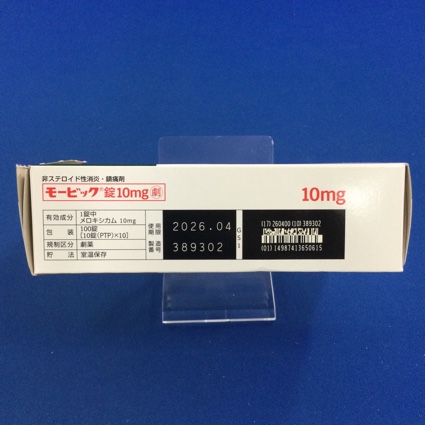 非ステロイド性消炎・鎮痛剤
モービック®錠10mg 劇
10mg
有効成分 1錠中
メロキシカム 10mg
包装 100錠
[10錠(PTP)×10]
規制区分 劇薬
貯法 室温保存
使用期限 2026.04
製造番号 389302
GS1
(17)260400(10)389302
(01)14987413650615